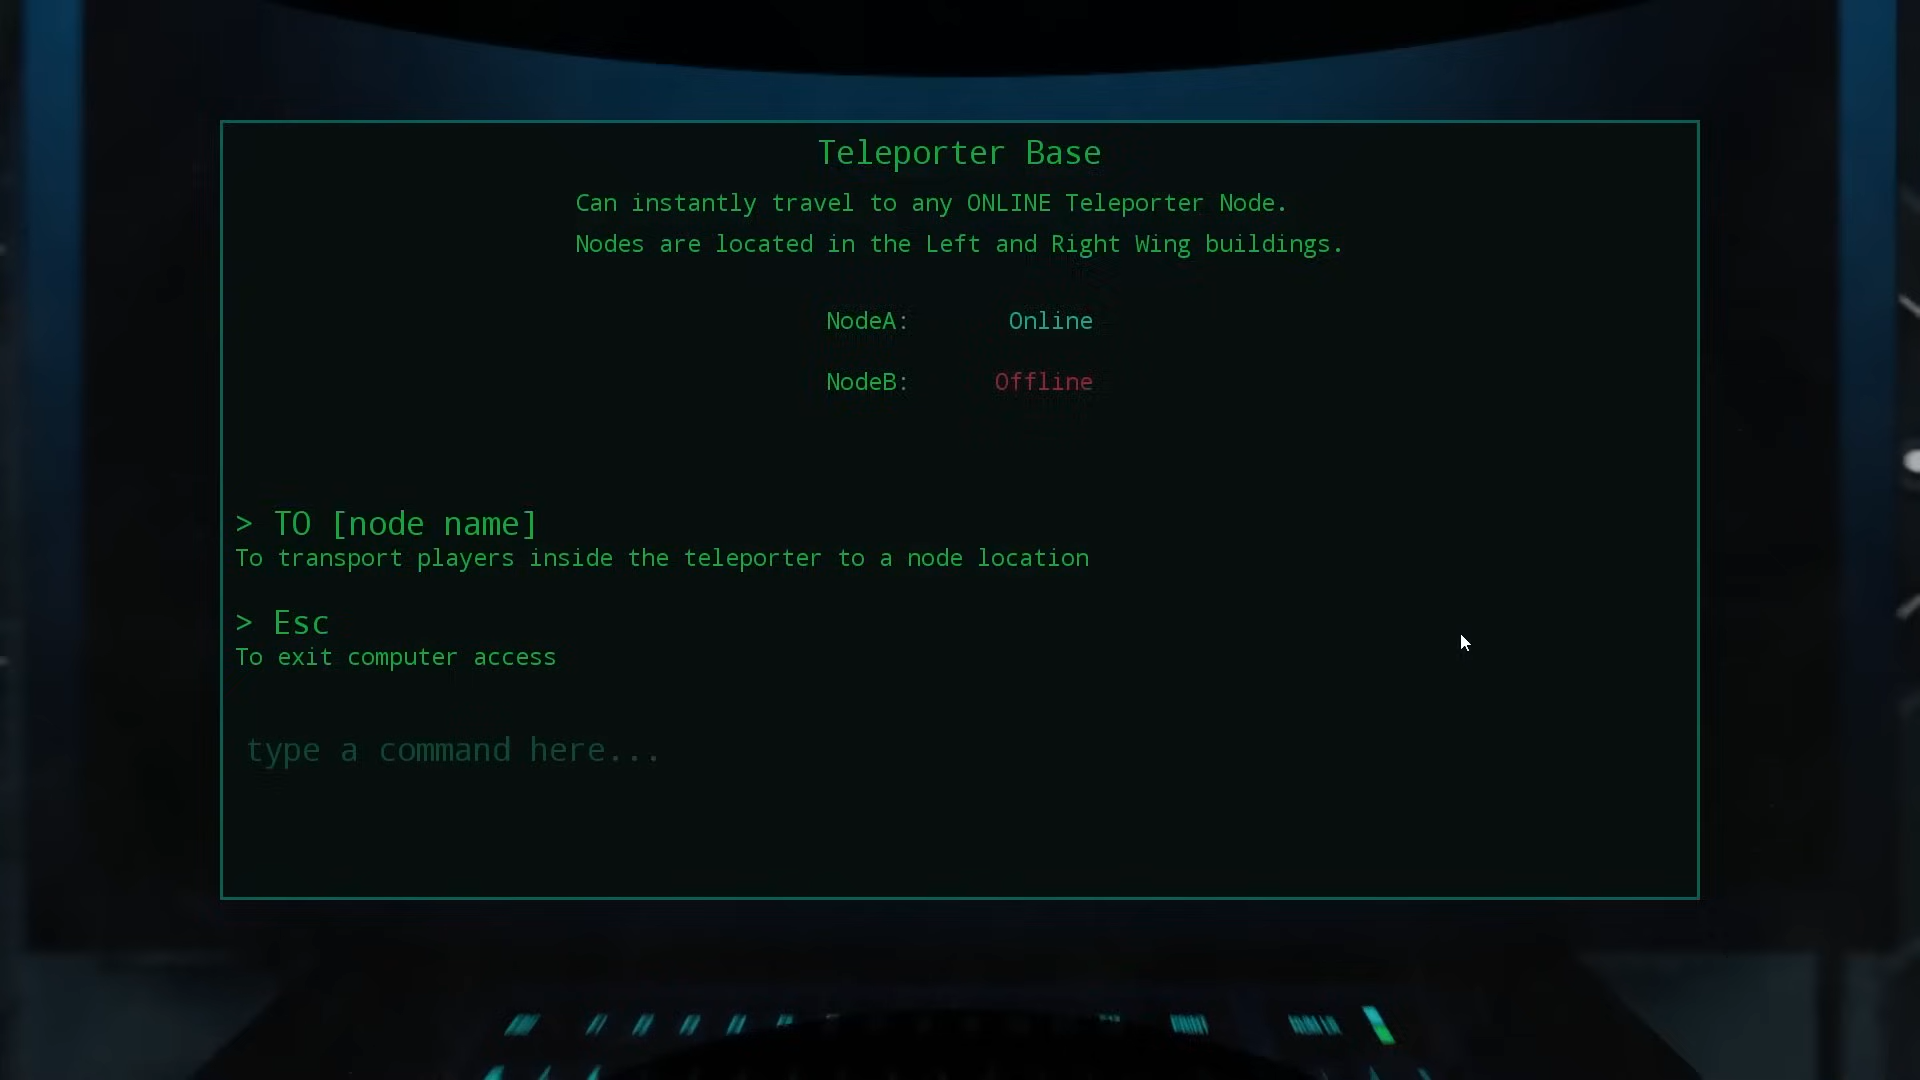 Teleporter Base
Can instantly travel to any ONLINE Teleporter Node.
Nodes are located in the Left and Right Wing buildings.
NodeA: Online
NodeB: Offline
> TO [node name]
To transport players inside the teleporter to a node location
> Esc
To exit computer access
type a command here...